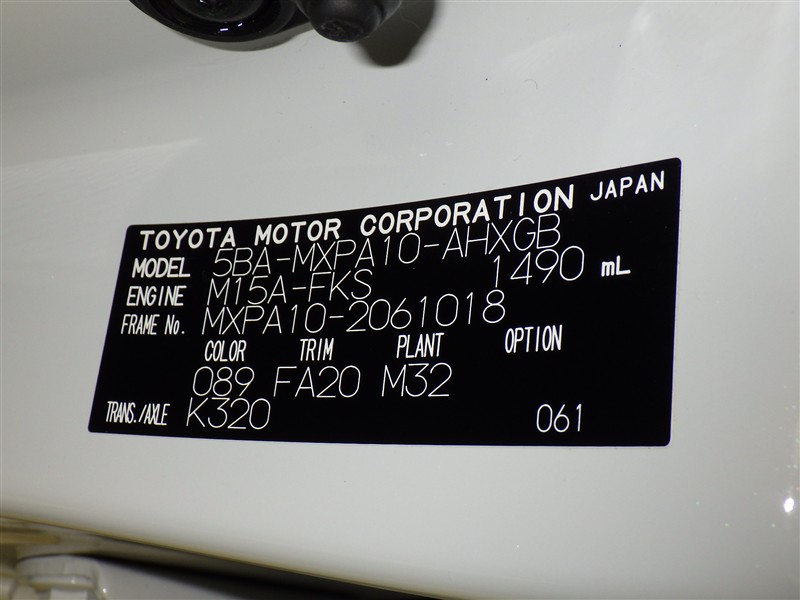 TOYOTA MOTOR CORPORATION JAPAN
MODEL 5BA-MXPA10-AHXGB
ENGINE M15A-FKS 1490 mL
FRAME No. MXPA10-2061018
COLOR TRIM PLANT OPTION
089 FA20 M32
TRANS./AXLE K320 061